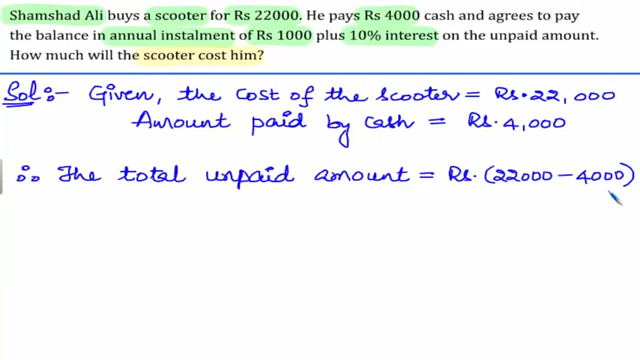 Shamshad Ali buys a scooter for Rs 22000. He pays Rs 4000 cash and agrees to pay
the balance in annual instalment of Rs 1000 plus 10% interest on the unpaid amount.
How much will the scooter cost him?
Sol:- Given, the cost of the scooter = Rs. 22,000
Amount paid by cash = Rs. 4,000
∴ The total unpaid amount = Rs. (22000 - 4000)